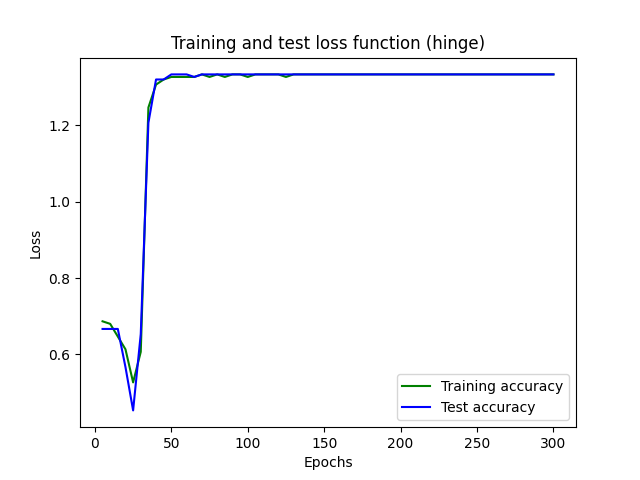 Training and test loss function (hinge)
1.2
1.0
0.8
0.6
Loss
0 50 100 150 200 250 300
Epochs
Training accuracy
Test accuracy